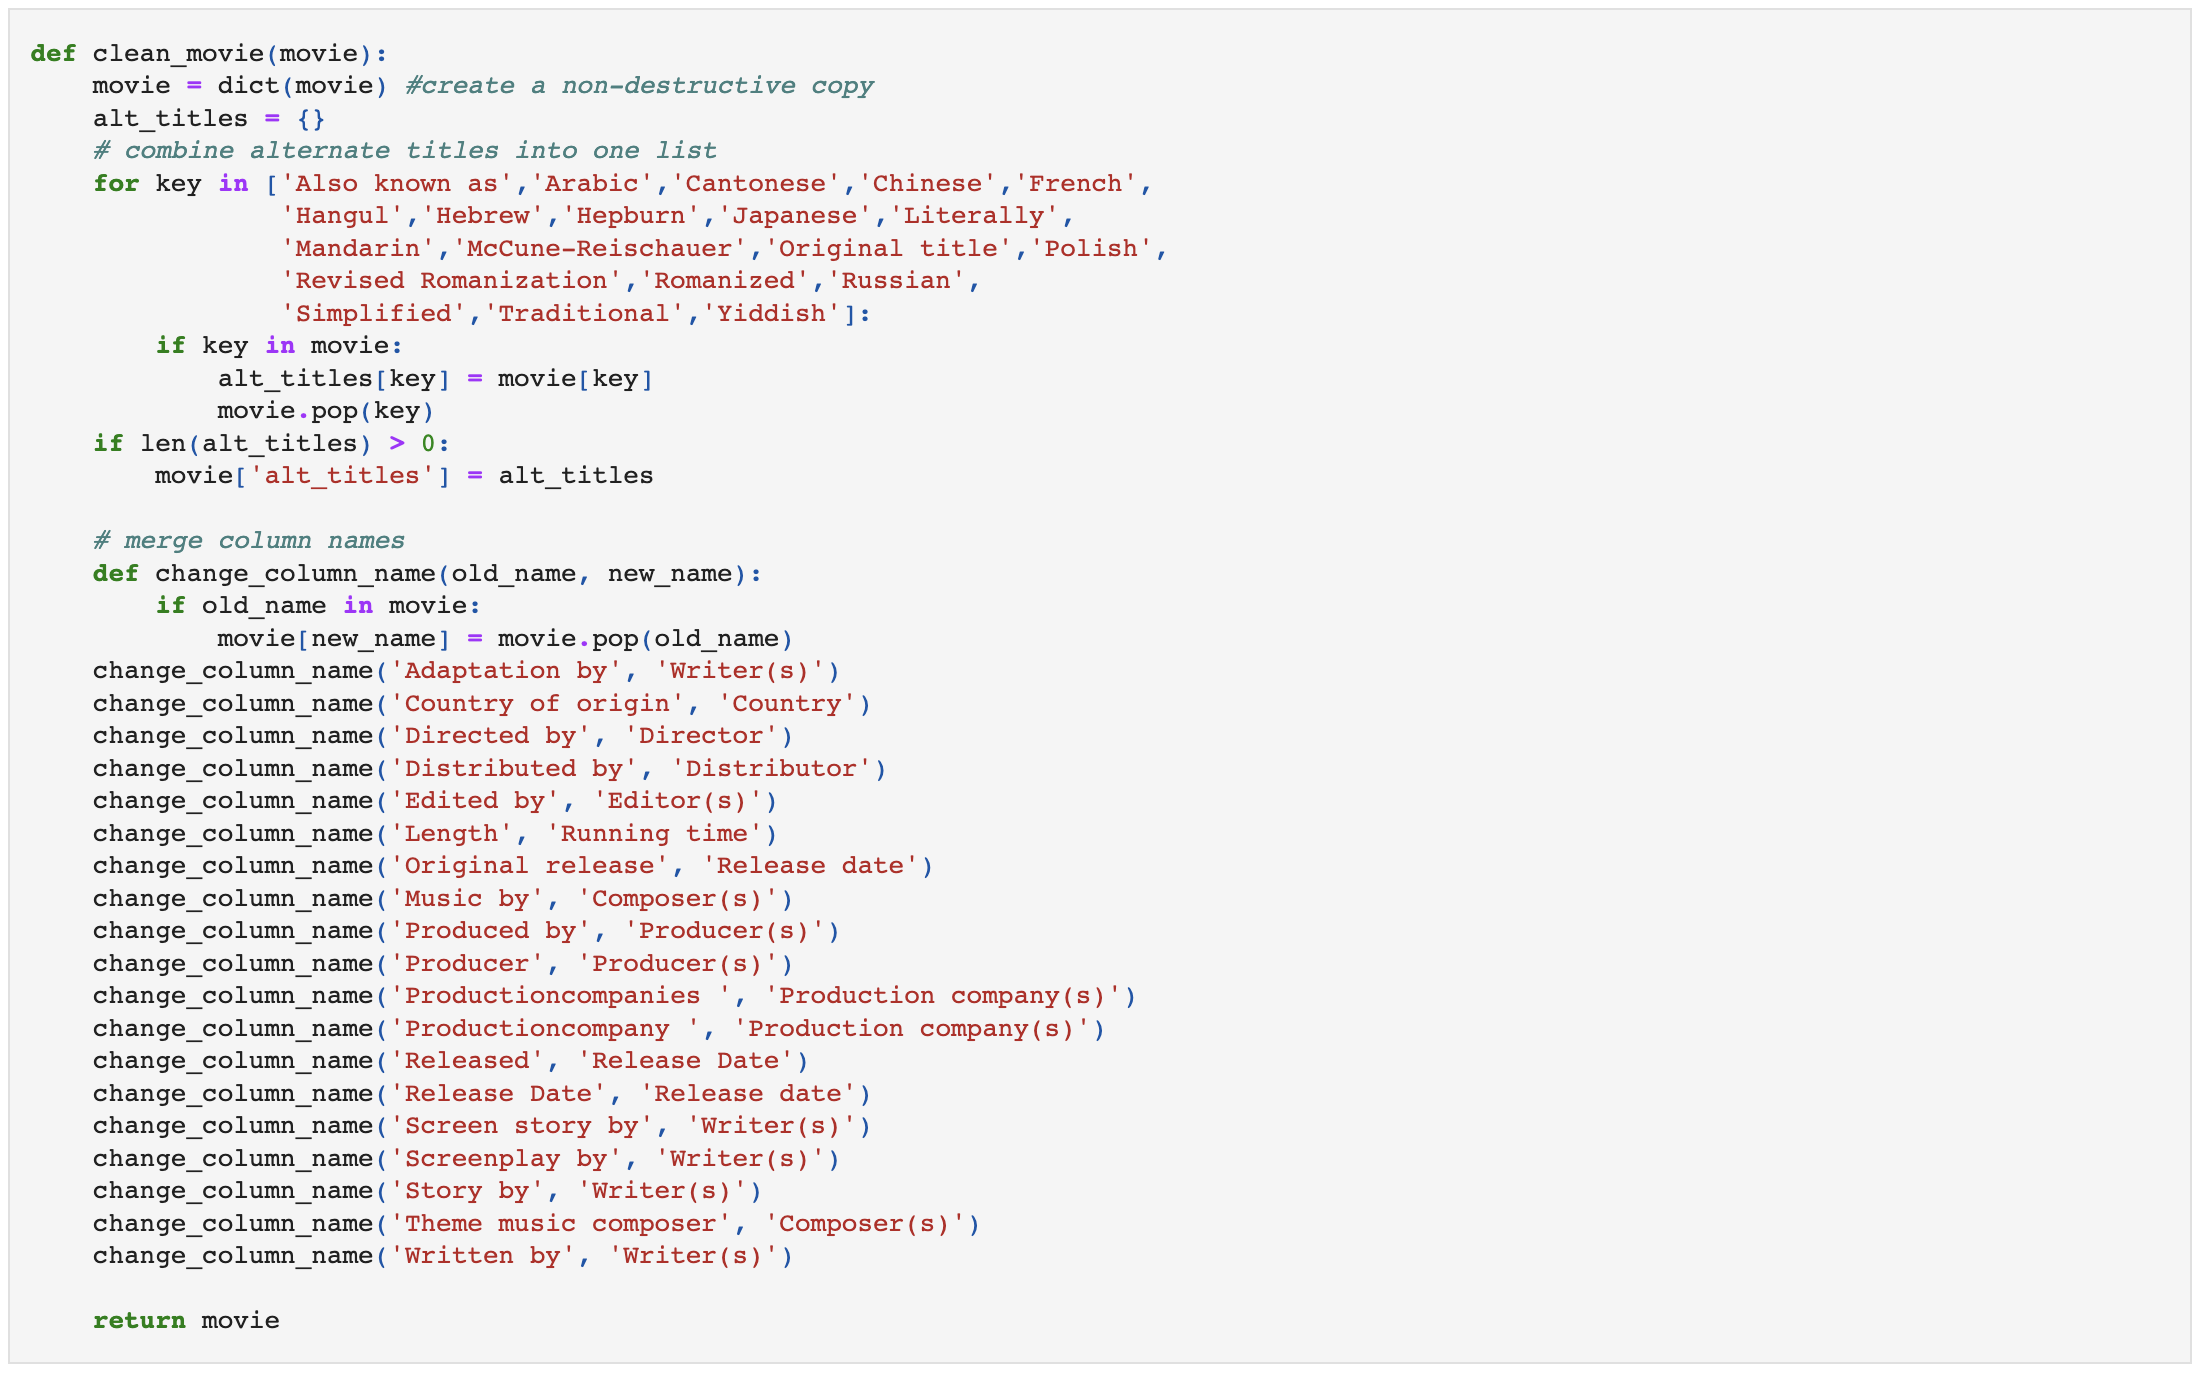 def clean_movie(movie):
    movie = dict(movie) #create a non-destructive copy
    alt_titles = {}
    # combine alternate titles into one list
    for key in ['Also known as','Arabic','Cantonese','Chinese','French',
                'Hangul','Hebrew','Hepburn','Japanese','Literally',
                'Mandarin','McCune-Reischauer','Original title','Polish',
                'Revised Romanization','Romanized','Russian',
                'Simplified','Traditional','Yiddish']:
        if key in movie:
            alt_titles[key] = movie[key]
            movie.pop(key)
    if len(alt_titles) > 0:
        movie['alt_titles'] = alt_titles

    # merge column names
    def change_column_name(old_name, new_name):
        if old_name in movie:
            movie[new_name] = movie.pop(old_name)
    change_column_name('Adaptation by', 'Writer(s)')
    change_column_name('Country of origin', 'Country')
    change_column_name('Directed by', 'Director')
    change_column_name('Distributed by', 'Distributor')
    change_column_name('Edited by', 'Editor(s)')
    change_column_name('Length', 'Running time')
    change_column_name('Original release', 'Release date')
    change_column_name('Music by', 'Composer(s)')
    change_column_name('Produced by', 'Producer(s)')
    change_column_name('Producer', 'Producer(s)')
    change_column_name('Productioncompanies ', 'Production company(s)')
    change_column_name('Productioncompany ', 'Production company(s)')
    change_column_name('Released', 'Release Date')
    change_column_name('Release Date', 'Release date')
    change_column_name('Screen story by', 'Writer(s)')
    change_column_name('Screenplay by', 'Writer(s)')
    change_column_name('Story by', 'Writer(s)')
    change_column_name('Theme music composer', 'Composer(s)')
    change_column_name('Written by', 'Writer(s)')

    return movie